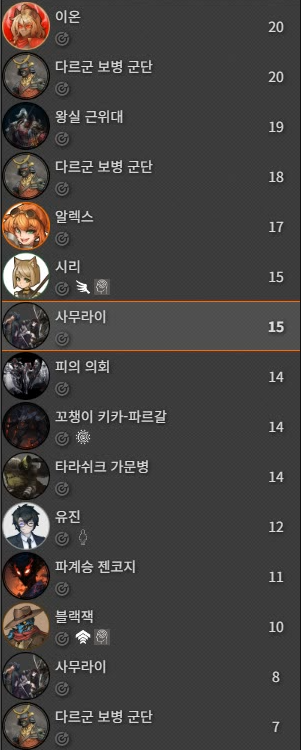 이온 20
다르군 보병 군단 20
왕실 근위대 19
다르군 보병 군단 18
알렉스 17
시리 15
사무라이 15
피의 의회 14
꼬챙이 키카-파르갈 14
타라쉬크 가문병 14
유진 12
파계승 젠코지 11
블랙잭 10
사무라이 8
다르군 보병 군단 7